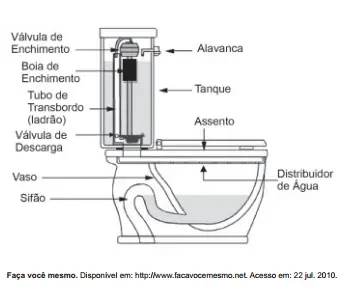 Válvula de
Enchimento
Boia de
Enchimento
Tubo de
Transbordo
(ladrão)
Válvula de
Descarga
Vaso
Sifão
Alavanca
Tanque
Assento
Distribuidor
de Água
Faça você mesmo. Disponível em: http://www.facavocemesmo.net. Acesso em: 22 jul. 2010.